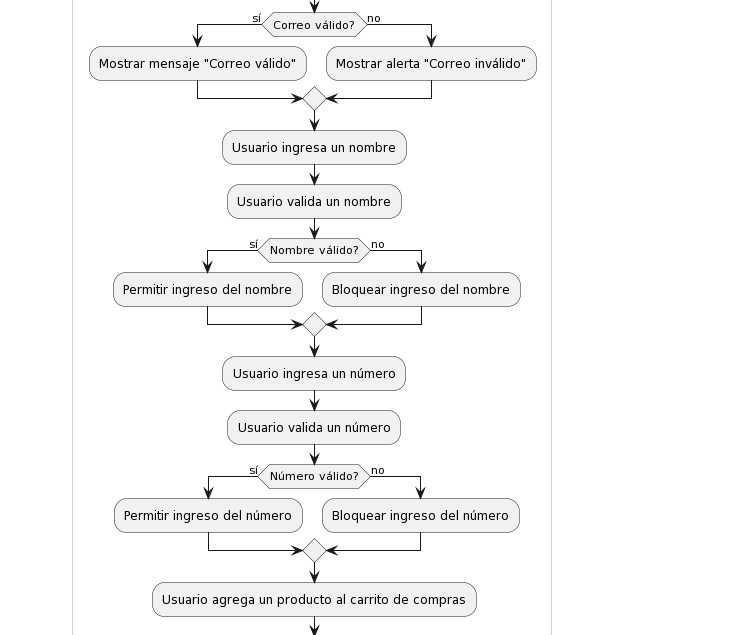 sí
Correo válido?
no
Mostrar mensaje "Correo válido"
Mostrar alerta "Correo inválido"
Usuario ingresa un nombre
Usuario valida un nombre
sí
Nombre válido?
no
Permitir ingreso del nombre
Bloquear ingreso del nombre
Usuario ingresa un número
Usuario valida un número
sí
Número válido?
no
Permitir ingreso del número
Bloquear ingreso del número
Usuario agrega un producto al carrito de compras